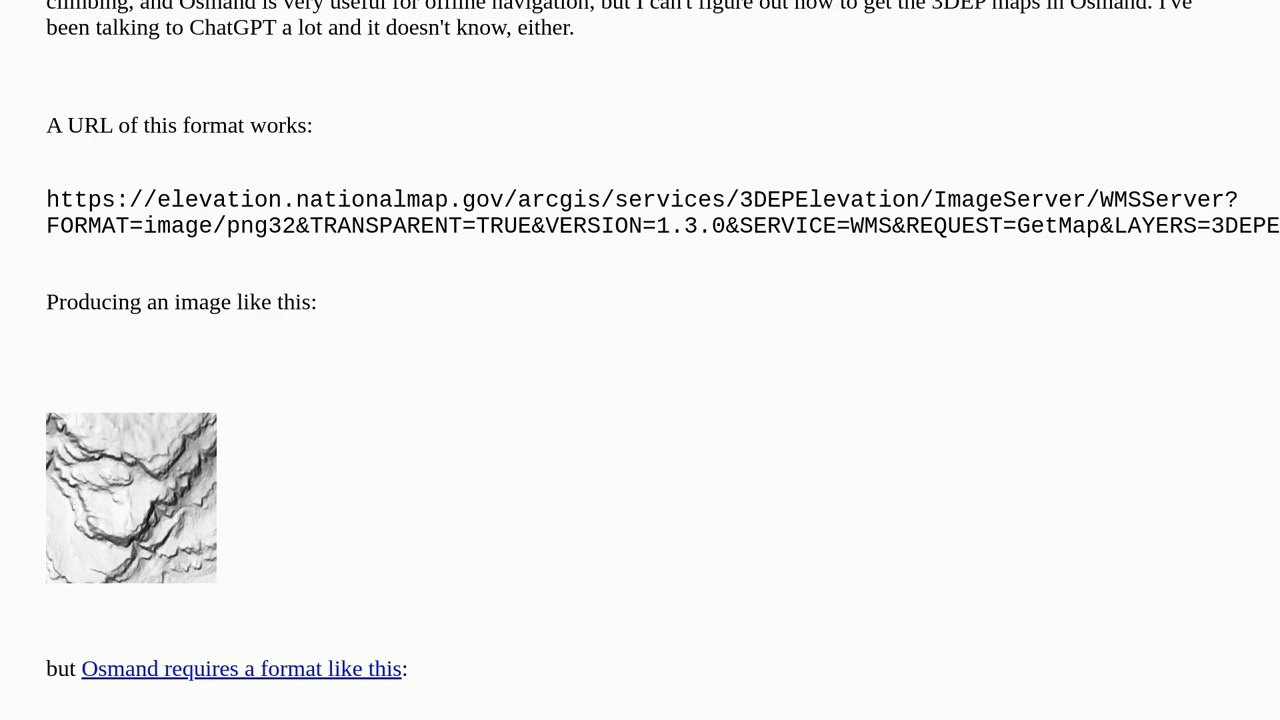 climbing, and Osmand is very useful for offline navigation, but I can't figure out how to get the 3DEP maps in Osmand. I've
been talking to ChatGPT a lot and it doesn't know, either.
A URL of this format works:
https://elevation.nationalmap.gov/arcgis/services/3DEPElevation/ImageServer/WMSServer?
FORMAT=image/png32&TRANSPARENT=TRUE&VERSION=1.3.0&SERVICE=WMS&REQUEST=GetMap&LAYERS=3DEPE
Producing an image like this:
but Osmand requires a format like this: